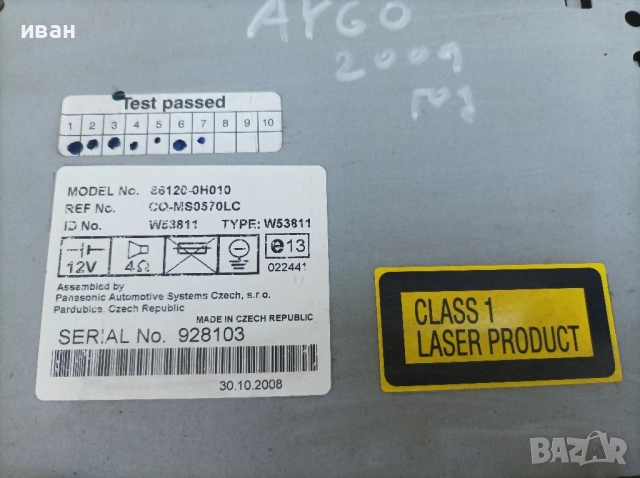 иван
AYGO
2009
год
Test passed
1 2 3 4 5 6 7 8 9 10
MODEL No. 86120-0H010
REF No. CQ-MS0570LC
ID No. W53811 TYPE: W53811
12V 4Ω e13
022441
Assembled by
Panasonic Automotive Systems Czech, s.r.o.
Pardubice, Czech Republic
MADE IN CZECH REPUBLIC
SERIAL No. 928103
30.10.2008
CLASS 1
LASER PRODUCT
BAZAR